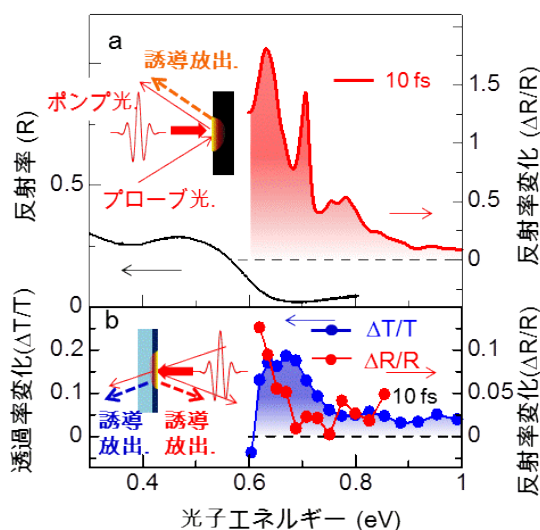 a
誘導放出.
ポンプ光.
プローブ光.
10 fs
反射率 (R)
0.5
0
1.5
1
0.5
0
反射率変化 (ΔR/R)
b
誘導
放出.
誘導
放出.
ΔT/T
ΔR/R
10 fs
透過率変化(ΔT/T)
0.2
0.1
0
0.1
0.05
0
反射率変化(ΔR/R)
0.4
0.6
0.8
1
光子エネルギー (eV)